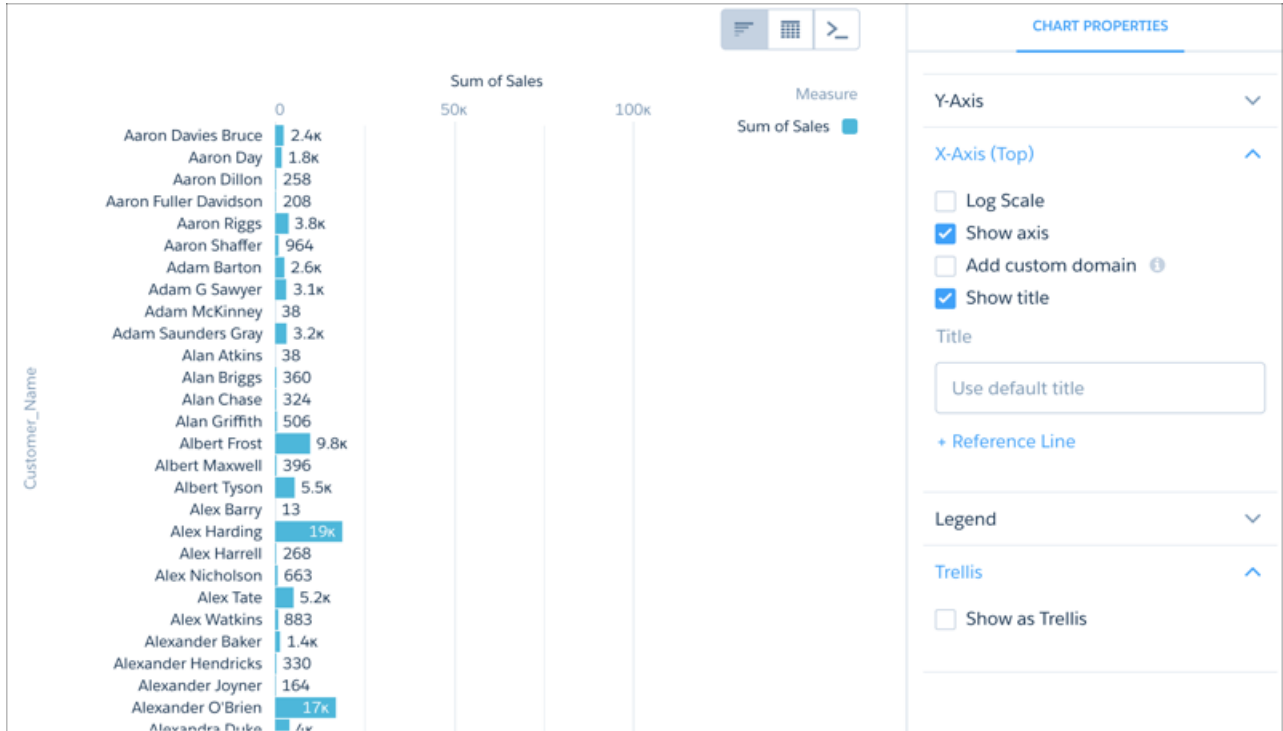 CHART PROPERTIES
Sum of Sales
0 50K 100K
Measure
Sum of Sales
Customer_Name
Aaron Davies Bruce 2.4K
Aaron Day 1.8K
Aaron Dillon 258
Aaron Fuller Davidson 208
Aaron Riggs 3.8K
Aaron Shaffer 964
Adam Barton 2.6K
Adam G Sawyer 3.1K
Adam McKinney 38
Adam Saunders Gray 3.2K
Alan Atkins 38
Alan Briggs 360
Alan Chase 324
Alan Griffith 506
Albert Frost 9.8K
Albert Maxwell 396
Albert Tyson 5.5K
Alex Barry 13
Alex Harding 19K
Alex Harrell 268
Alex Nicholson 663
Alex Tate 5.2K
Alex Watkins 883
Alexander Baker 1.4K
Alexander Hendricks 330
Alexander Joyner 164
Alexander O'Brien 17K
Alexandra Duke 4K
Y-Axis
X-Axis (Top)
Log Scale
Show axis
Add custom domain
Show title
Title
Use default title
+ Reference Line
Legend
Trellis
Show as Trellis